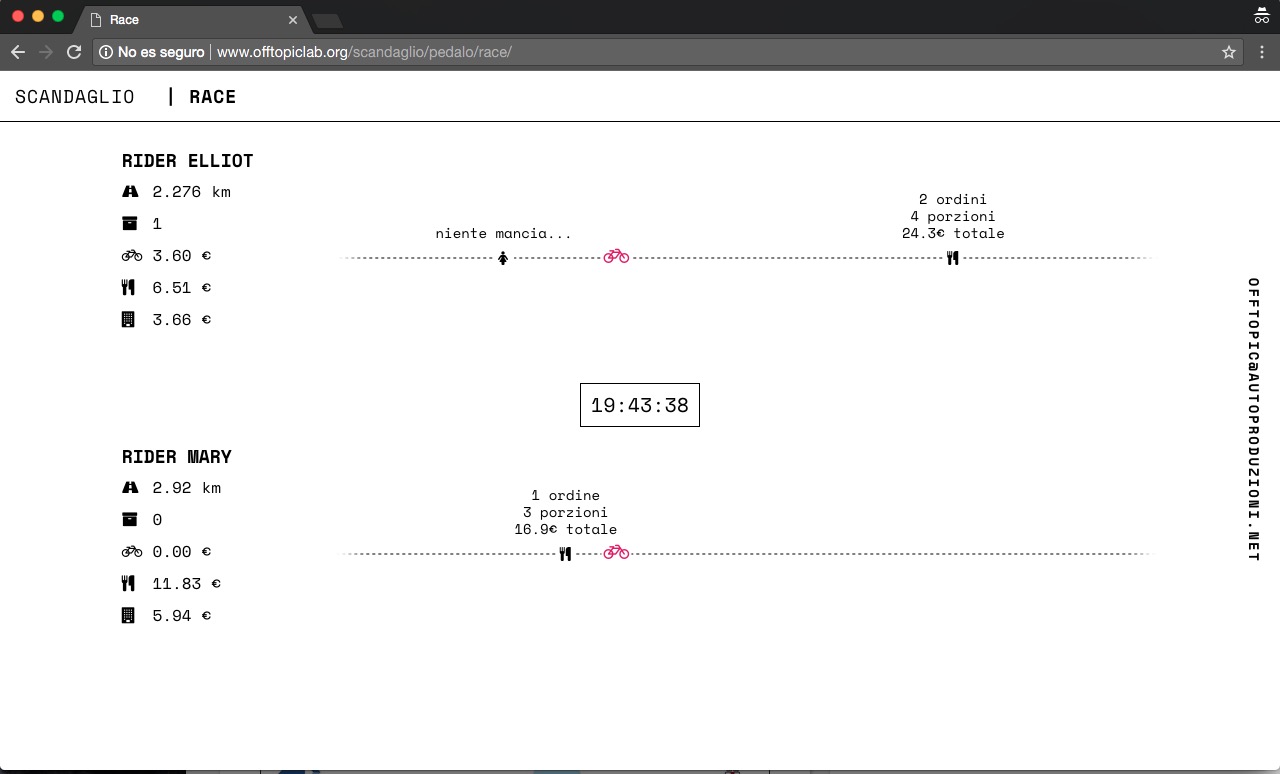 Race
No es seguro | www.offtopiclab.org/scandaglio/pedalo/race/
SCANDAGLIO | RACE
RIDER ELLIOT
2.276 km
1
3.60 €
6.51 €
3.66 €
niente mancia...
2 ordini
4 porzioni
24.3€ totale
19:43:38
RIDER MARY
2.92 km
0
0.00 €
11.83 €
5.94 €
1 ordine
3 porzioni
16.9€ totale
OFFTOPIC@AUTOPRODUZIONI.NET